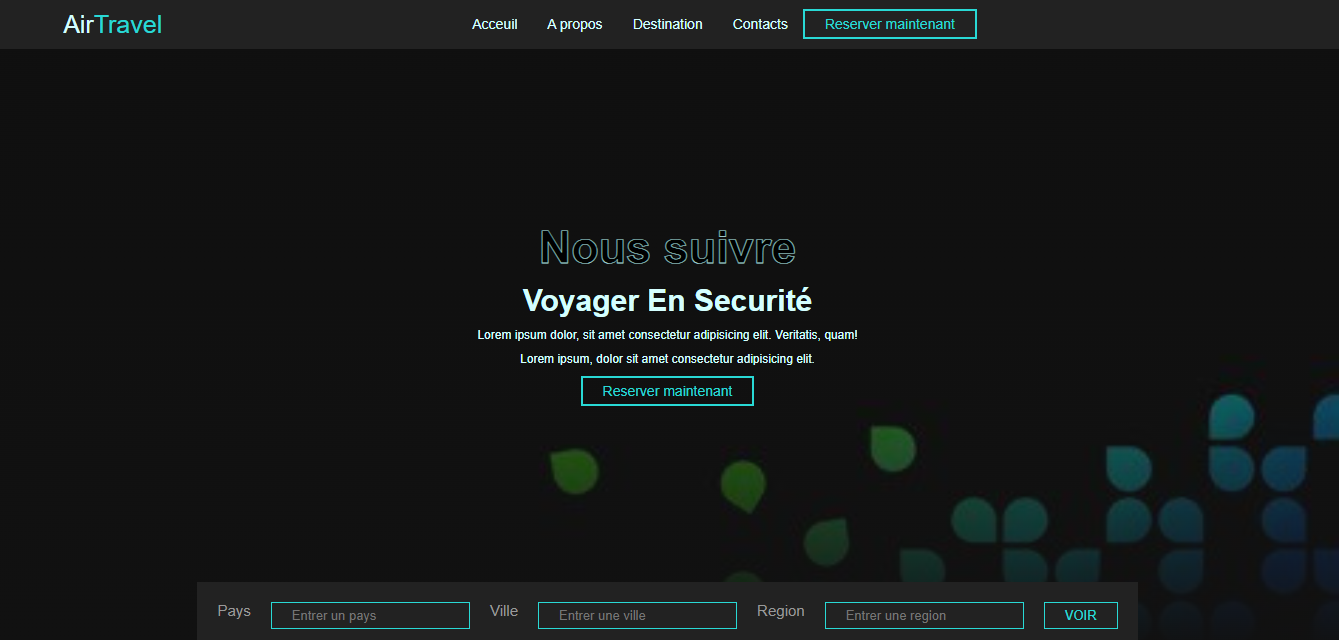 AirTravel Acceuil A propos Destination Contacts Reserver maintenant
Nous suivre
Voyager En Securité
Lorem ipsum dolor, sit amet consectetur adipisicing elit. Veritatis, quam!
Lorem ipsum, dolor sit amet consectetur adipisicing elit.
Reserver maintenant
Pays Entrer un pays Ville Entrer une ville Region Entrer une region VOIR